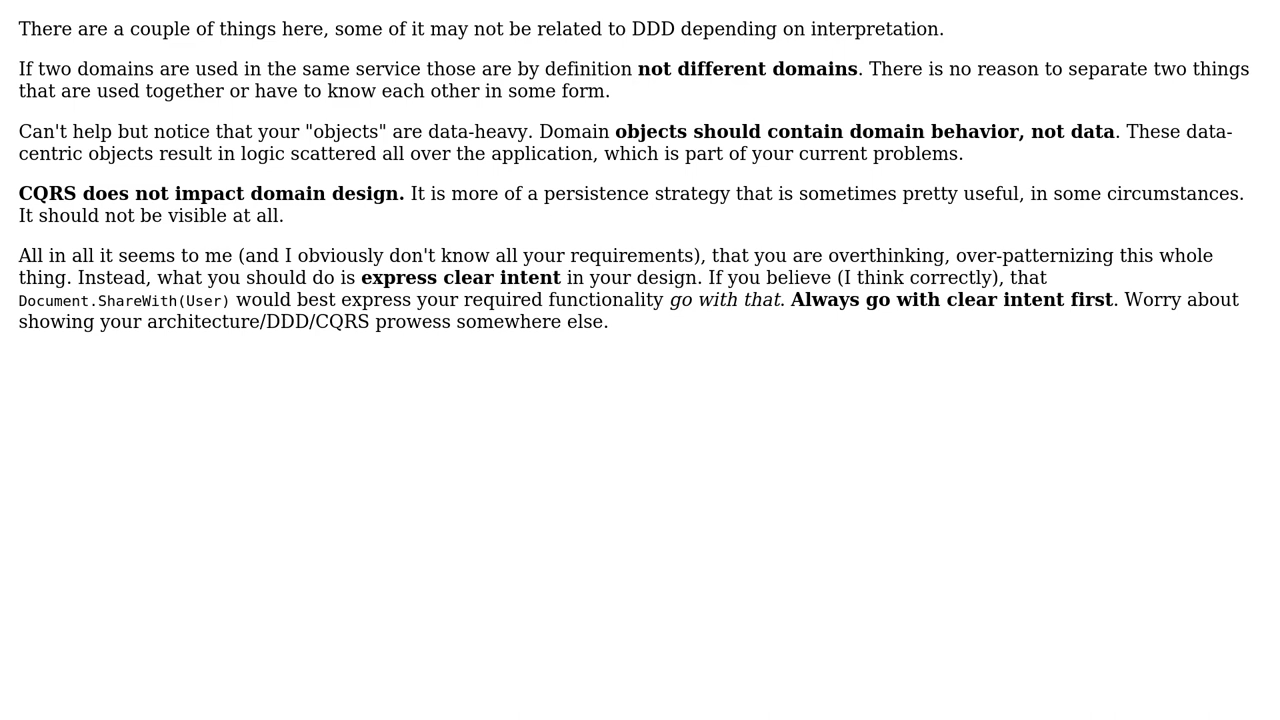 There are a couple of things here, some of it may not be related to DDD depending on interpretation.
If two domains are used in the same service those are by definition not different domains. There is no reason to separate two things
that are used together or have to know each other in some form.
Can't help but notice that your "objects" are data-heavy. Domain objects should contain domain behavior, not data. These data-
centric objects result in logic scattered all over the application, which is part of your current problems.
CQRS does not impact domain design. It is more of a persistence strategy that is sometimes pretty useful, in some circumstances.
It should not be visible at all.
All in all it seems to me (and I obviously don't know all your requirements), that you are overthinking, over-patternizing this whole
thing. Instead, what you should do is express clear intent in your design. If you believe (I think correctly), that
Document.ShareWith(User) would best express your required functionality go with that. Always go with clear intent first. Worry about
showing your architecture/DDD/CQRS prowess somewhere else.